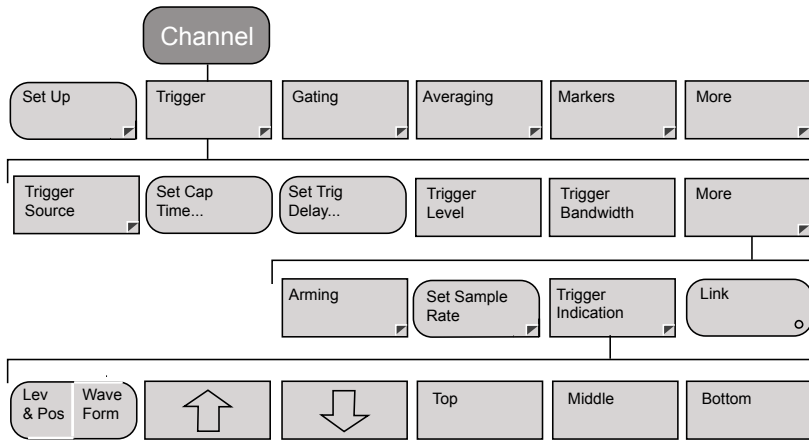 Channel
Set Up
Trigger
Gating
Averaging
Markers
More
Trigger
Source
Set Cap
Time...
Set Trig
Delay...
Trigger
Level
Trigger
Bandwidth
More
Arming
Set Sample
Rate
Trigger
Indication
Link
Lev
& Pos
Wave
Form
Top
Middle
Bottom